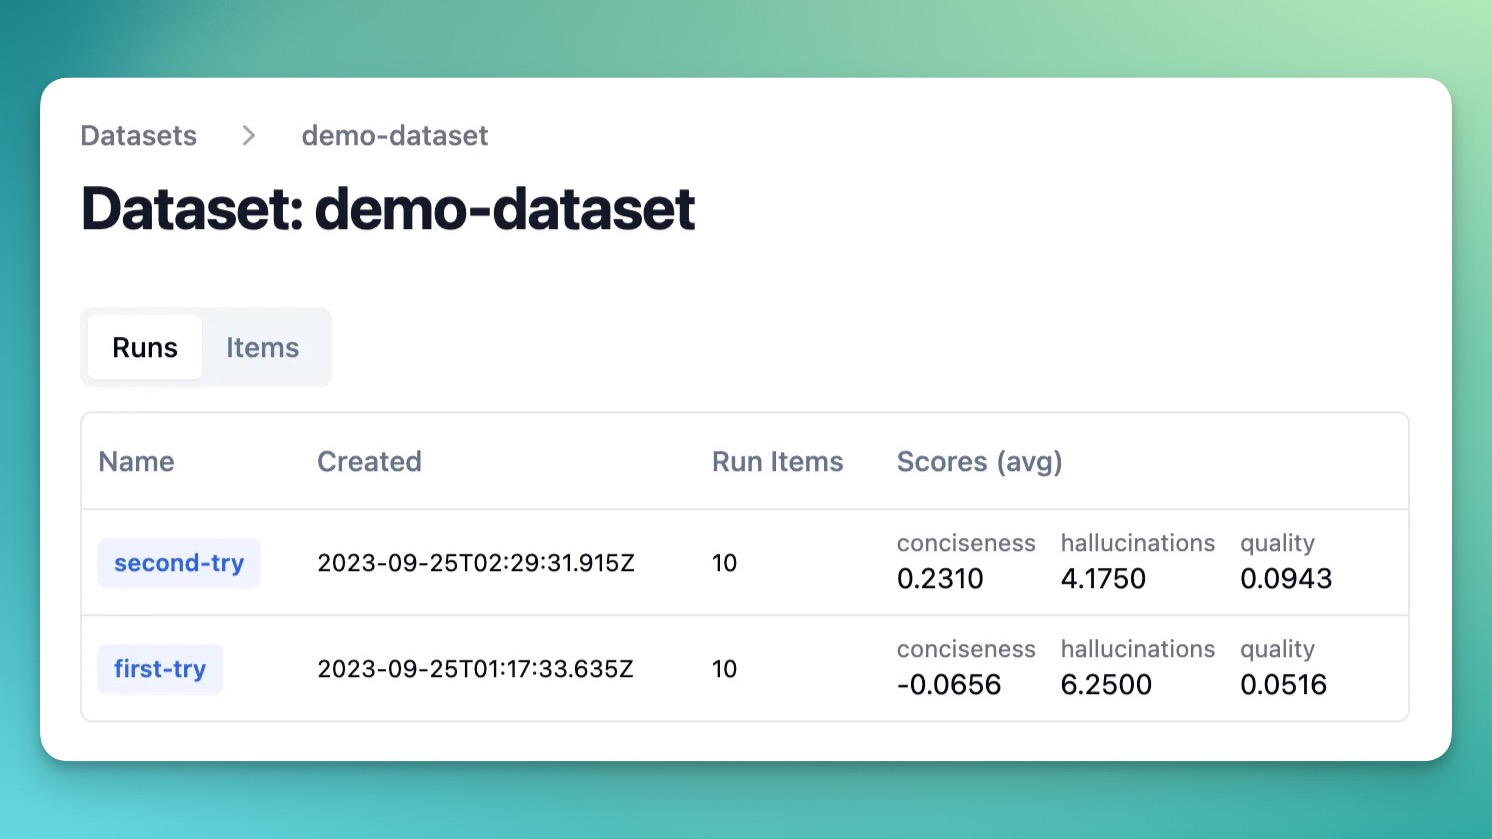 Datasets > demo-dataset
Dataset: demo-dataset
Runs Items
Name Created Run Items Scores (avg)
conciseness hallucinations quality
second-try 2023-09-25T02:29:31.915Z 10
0.2310 4.1750 0.0943
conciseness hallucinations quality
first-try 2023-09-25T01:17:33.635Z 10
-0.0656 6.2500 0.0516